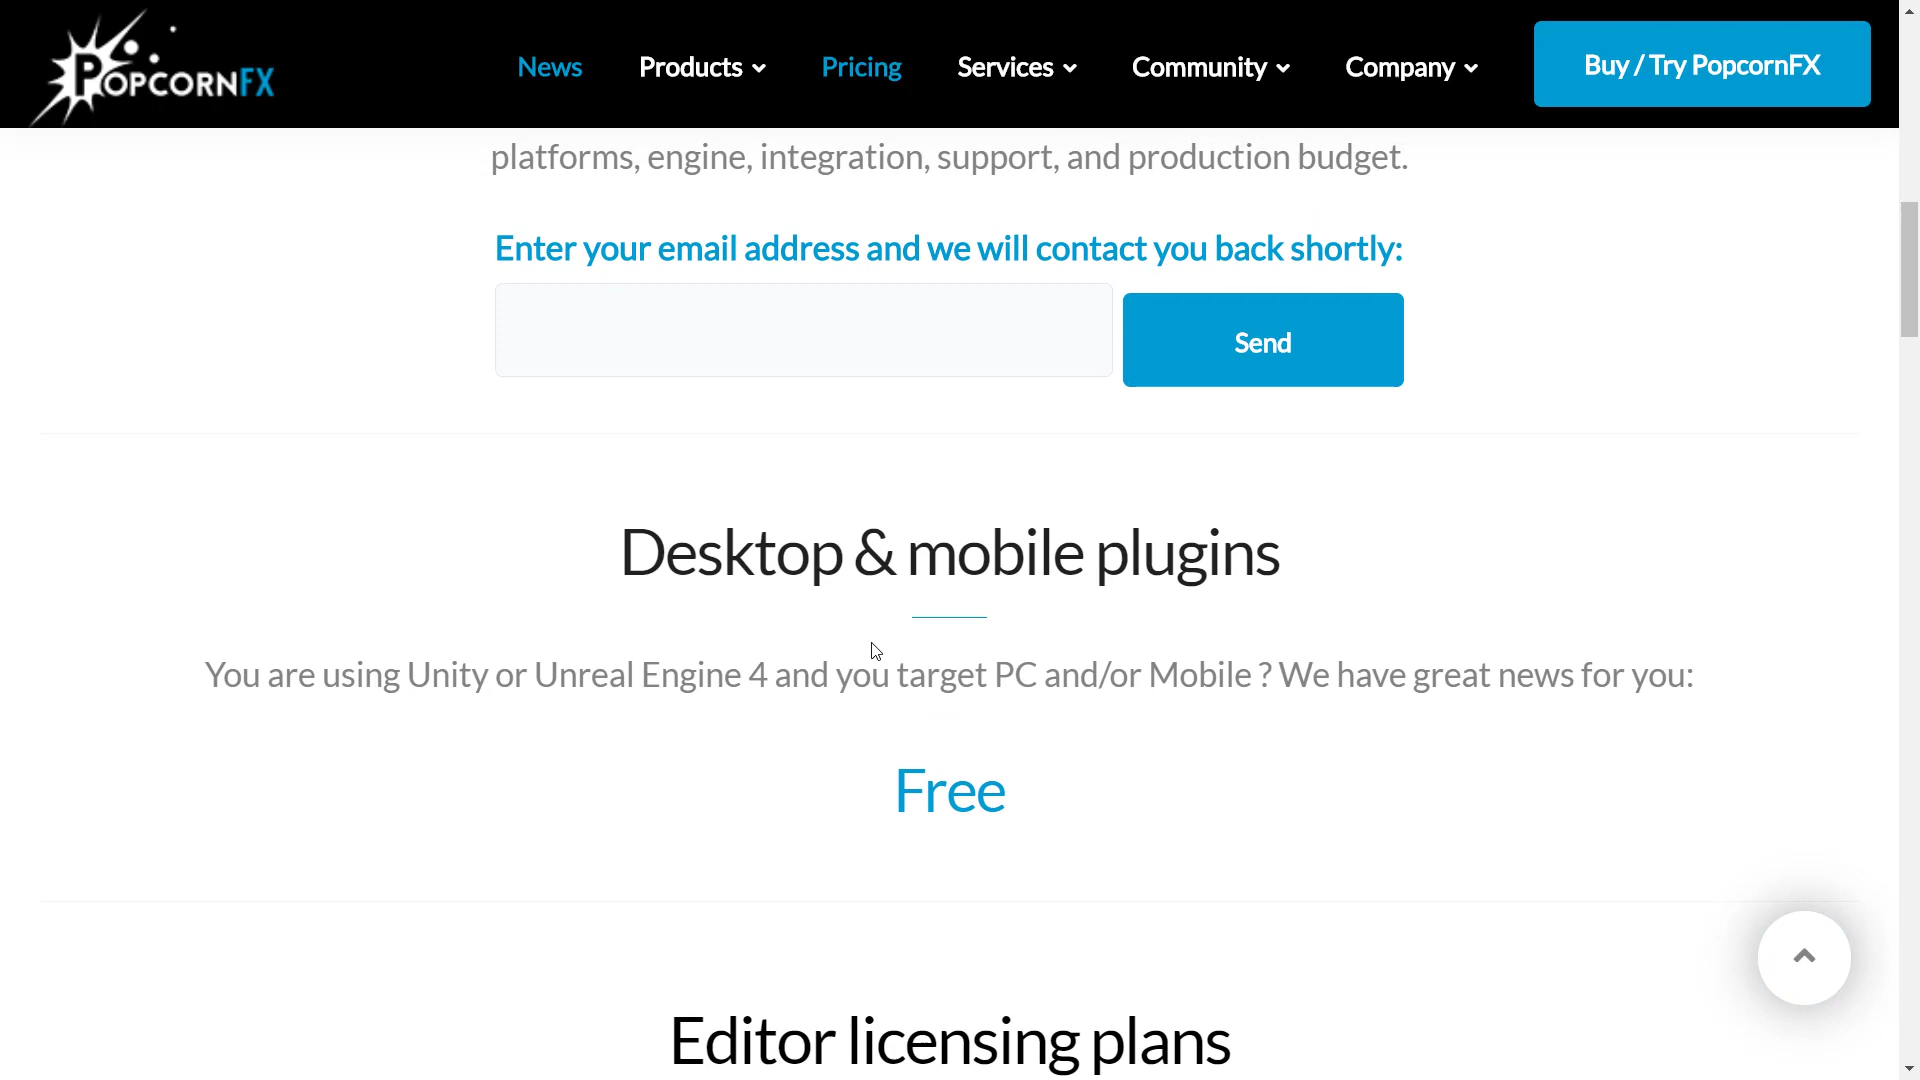 POPCORNFX
News
Products
Pricing
Services
Community
Company
Buy / Try PopcornFX
platforms, engine, integration, support, and production budget.
Enter your email address and we will contact you back shortly:
Send
Desktop & mobile plugins
You are using Unity or Unreal Engine 4 and you target PC and/or Mobile ? We have great news for you:
Free
Editor licensing plans